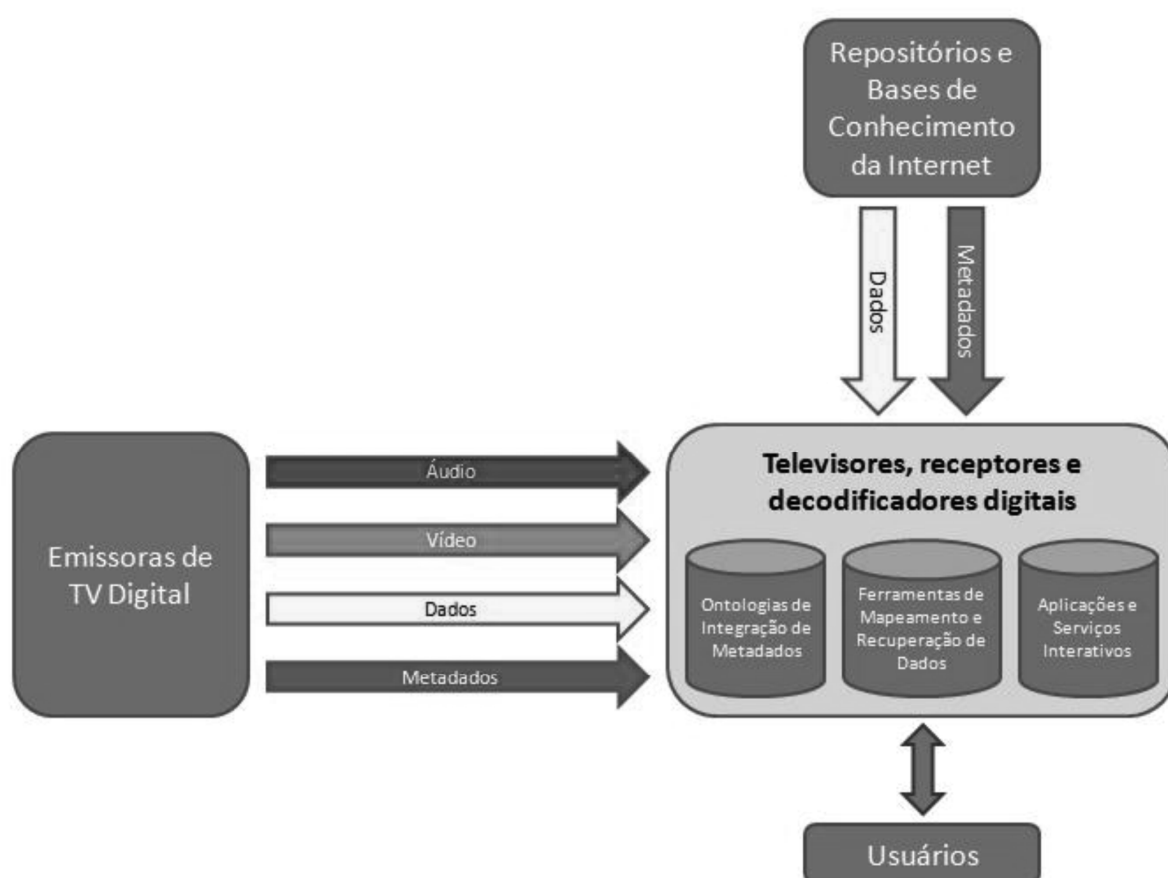 Repositórios e
Bases de
Conhecimento
da Internet
Dados
Metadados
Emissoras de
TV Digital
Áudio
Vídeo
Dados
Metadados
Televisores, receptores e
decodificadores digitais
Ontologias de
Integração de
Metadados
Ferramentas de
Mapeamento e
Recuperação de
Dados
Aplicações e
Serviços
Interativos
Usuários